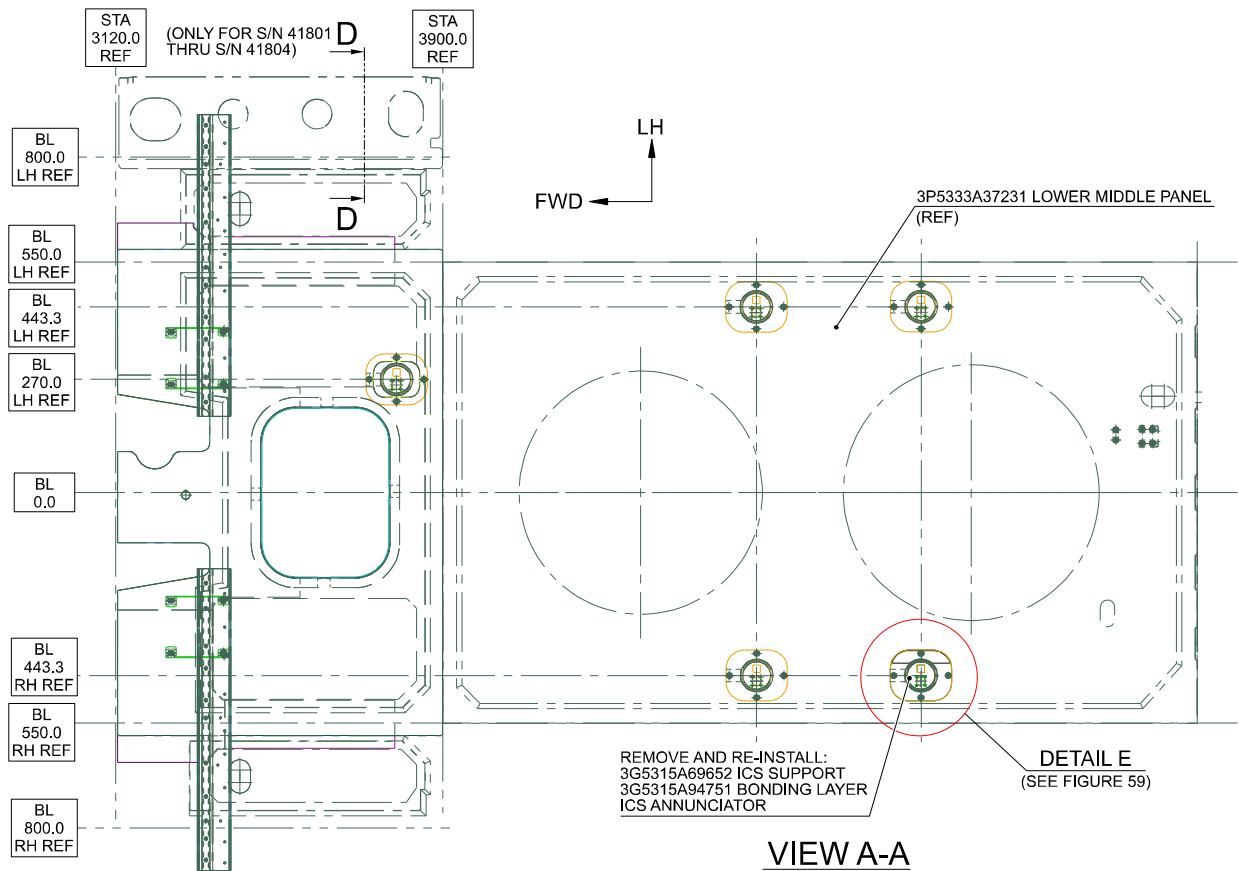 STA
3120.0
REF
(ONLY FOR S/N 41801
THRU S/N 41804)
D
STA
3900.0
REF
BL
800.0
LH REF
LH
FWD
D
3P5333A37231 LOWER MIDDLE PANEL
(REF)
BL
550.0
LH REF
BL
443.3
LH REF
BL
270.0
LH REF
BL
0.0
BL
443.3
RH REF
BL
550.0
RH REF
BL
800.0
RH REF
REMOVE AND RE-INSTALL:
3G5315A69652 ICS SUPPORT
3G5315A94751 BONDING LAYER
ICS ANNUNCIATOR
DETAIL E
(SEE FIGURE 59)
VIEW A-A